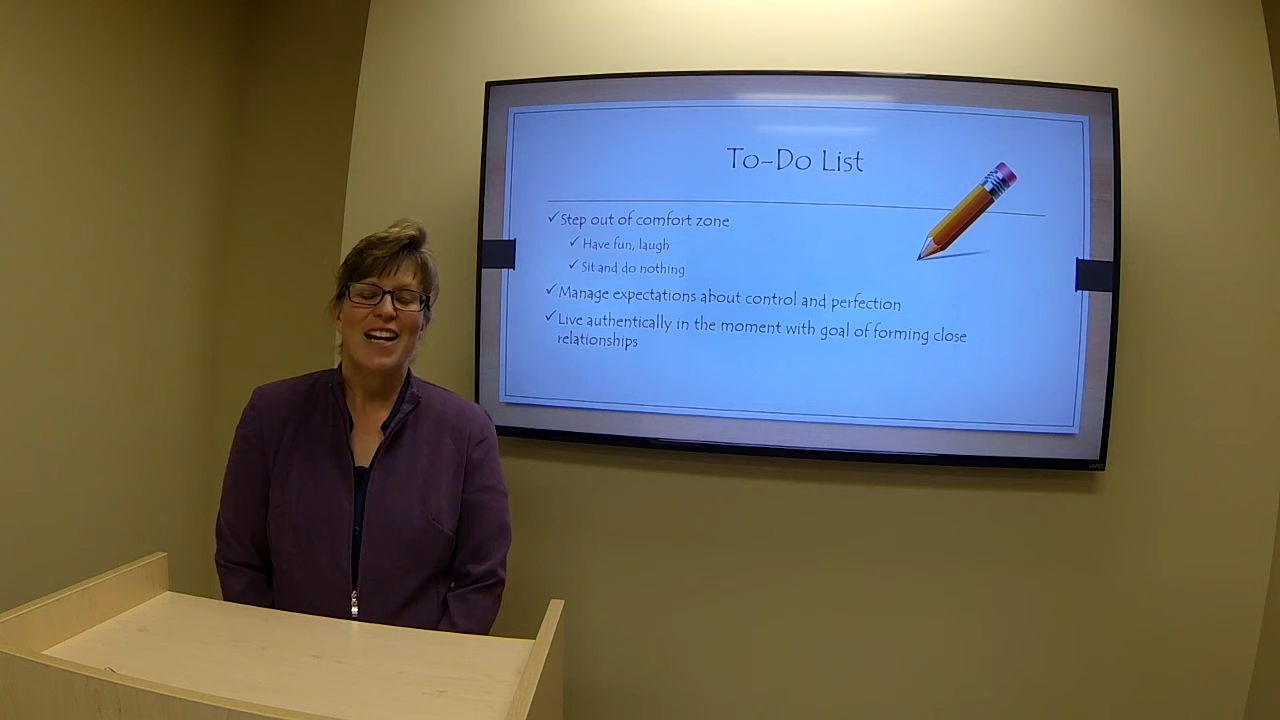 To-Do List
✓Step out of comfort zone
✓Have fun, laugh
✓Sit and do nothing
✓Manage expectations about control and perfection
✓Live authentically in the moment with goal of forming close
relationships
VIZIO